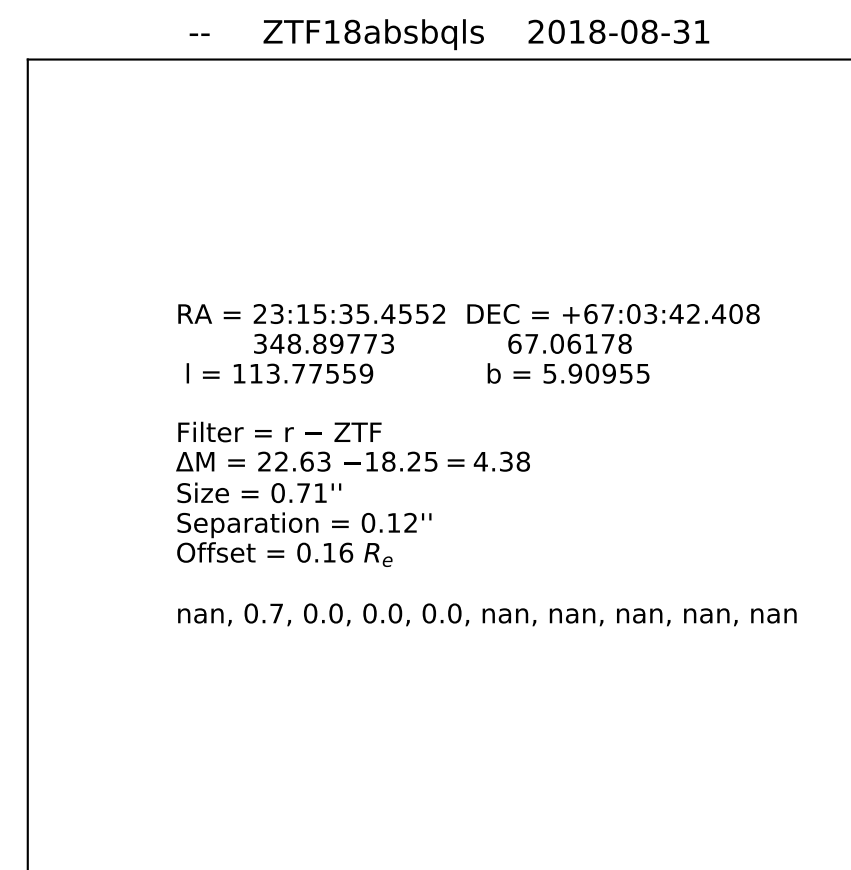 -- ZTF18absbqls 2018-08-31
RA = 23:15:35.4552 DEC = +67:03:42.408
348.89773 67.06178
l = 113.77559 b = 5.90955
Filter = r − ZTF
ΔM = 22.63 −18.25 = 4.38
Size = 0.71''
Separation = 0.12''
Offset = 0.16 Rₑ
nan, 0.7, 0.0, 0.0, 0.0, nan, nan, nan, nan, nan